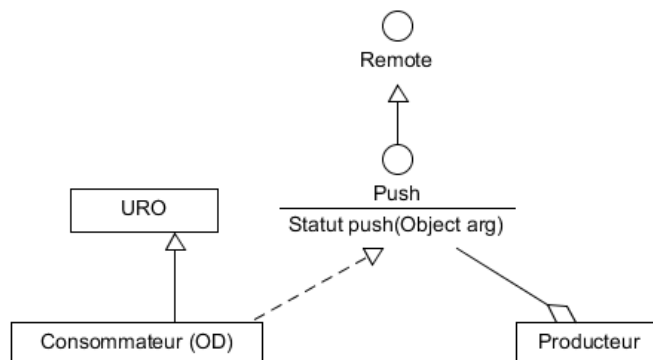 Remote
Push
URO
Statut push(Object arg)
Consommateur (OD)
Producteur